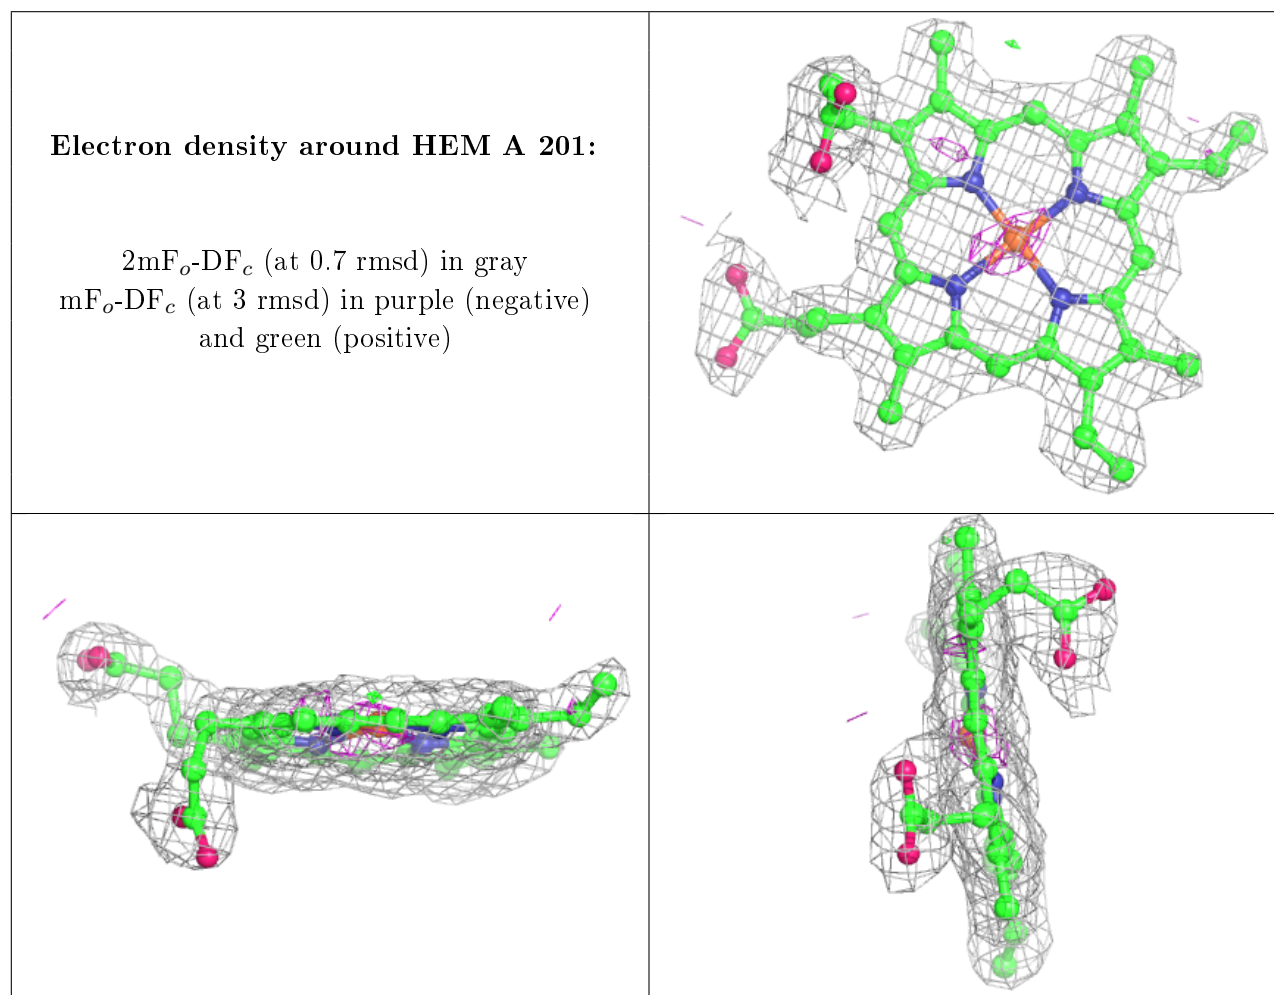 Electron density around HEM A 201:
2mFₒ-DF𝒸 (at 0.7 rmsd) in gray
mFₒ-DF𝒸 (at 3 rmsd) in purple (negative)
and green (positive)